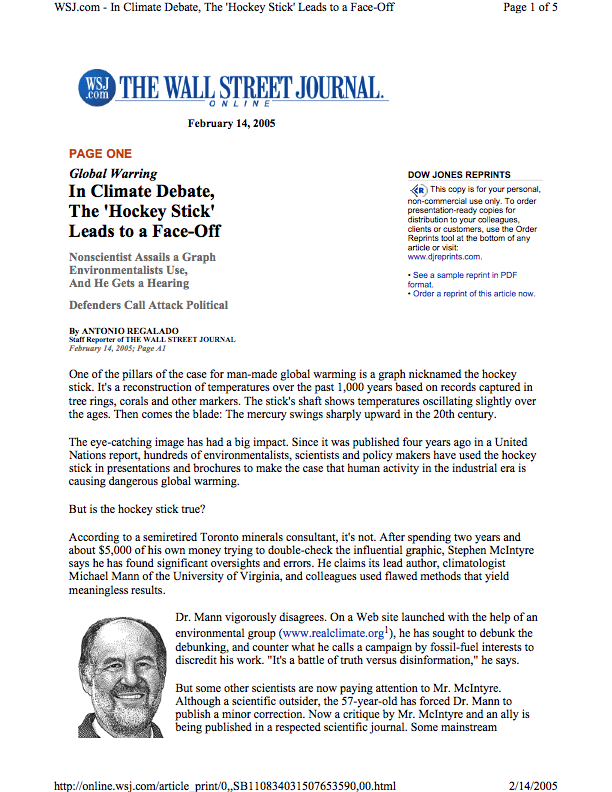 WSJ.com - In Climate Debate, The 'Hockey Stick' Leads to a Face-Off
Page 1 of 5
WSJ
.com
THE WALL STREET JOURNAL.
ONLINE
February 14, 2005
PAGE ONE
Global Warring
In Climate Debate,
The 'Hockey Stick'
Leads to a Face-Off
Nonscientist Assails a Graph
Environmentalists Use,
And He Gets a Hearing
Defenders Call Attack Political
By ANTONIO REGALADO
Staff Reporter of THE WALL STREET JOURNAL
February 14, 2005; Page A1
DOW JONES REPRINTS
R This copy is for your personal,
non-commercial use only. To order
presentation-ready copies for
distribution to your colleagues,
clients or customers, use the Order
Reprints tool at the bottom of any
article or visit:
www.djreprints.com.
• See a sample reprint in PDF
format.
• Order a reprint of this article now.
One of the pillars of the case for man-made global warming is a graph nicknamed the hockey
stick. It's a reconstruction of temperatures over the past 1,000 years based on records captured in
tree rings, corals and other markers. The stick's shaft shows temperatures oscillating slightly over
the ages. Then comes the blade: The mercury swings sharply upward in the 20th century.
The eye-catching image has had a big impact. Since it was published four years ago in a United
Nations report, hundreds of environmentalists, scientists and policy makers have used the hockey
stick in presentations and brochures to make the case that human activity in the industrial era is
causing dangerous global warming.
But is the hockey stick true?
According to a semiretired Toronto minerals consultant, it's not. After spending two years and
about $5,000 of his own money trying to double-check the influential graphic, Stephen McIntyre
says he has found significant oversights and errors. He claims its lead author, climatologist
Michael Mann of the University of Virginia, and colleagues used flawed methods that yield
meaningless results.
Dr. Mann vigorously disagrees. On a Web site launched with the help of an
environmental group (www.realclimate.org1), he has sought to debunk the
debunking, and counter what he calls a campaign by fossil-fuel interests to
discredit his work. "It's a battle of truth versus disinformation," he says.
But some other scientists are now paying attention to Mr. McIntyre.
Although a scientific outsider, the 57-year-old has forced Dr. Mann to
publish a minor correction. Now a critique by Mr. McIntyre and an ally is
being published in a respected scientific journal. Some mainstream
http://online.wsj.com/article_print/0,,SB110834031507653590,00.html
2/14/2005